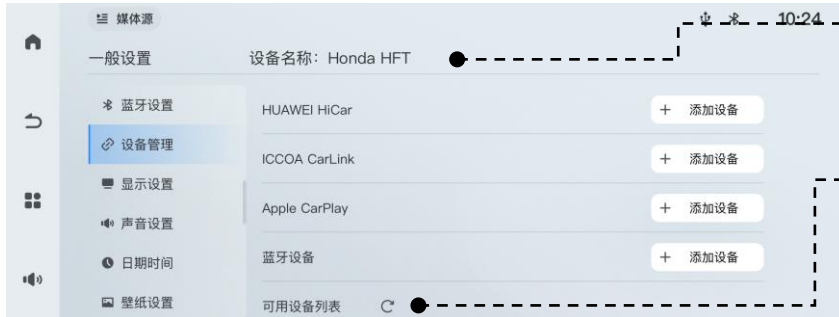 媒体源
10:24
一般设置
设备名称：Honda HFT
蓝牙设置
设备管理
显示设置
声音设置
日期时间
壁纸设置
HUAWEI HiCar
+ 添加设备
ICCOA CarLink
+ 添加设备
Apple CarPlay
+ 添加设备
蓝牙设备
+ 添加设备
可用设备列表